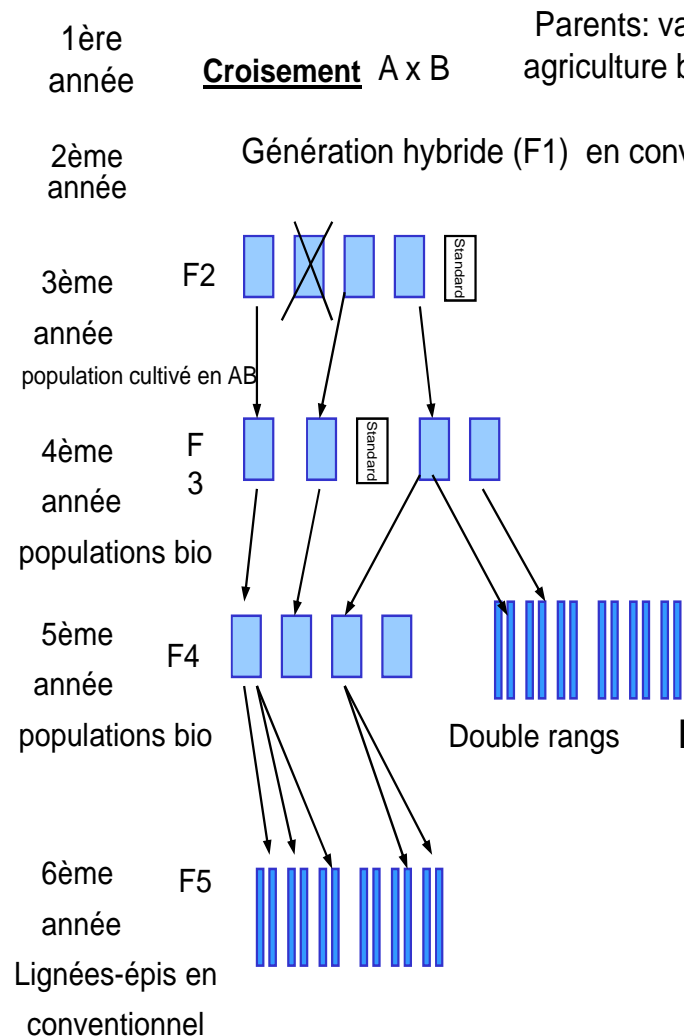 1ère
année
Croisement A x B
Parents: va
agriculture b
2ème
année
Génération hybride (F1) en conv
3ème
année
population cultivé en AB
F2
Standard
4ème
année
populations bio
F
3
Standard
5ème
année
populations bio
F4
Double rangs
6ème
année
Lignées-épis en
conventionnel
F5